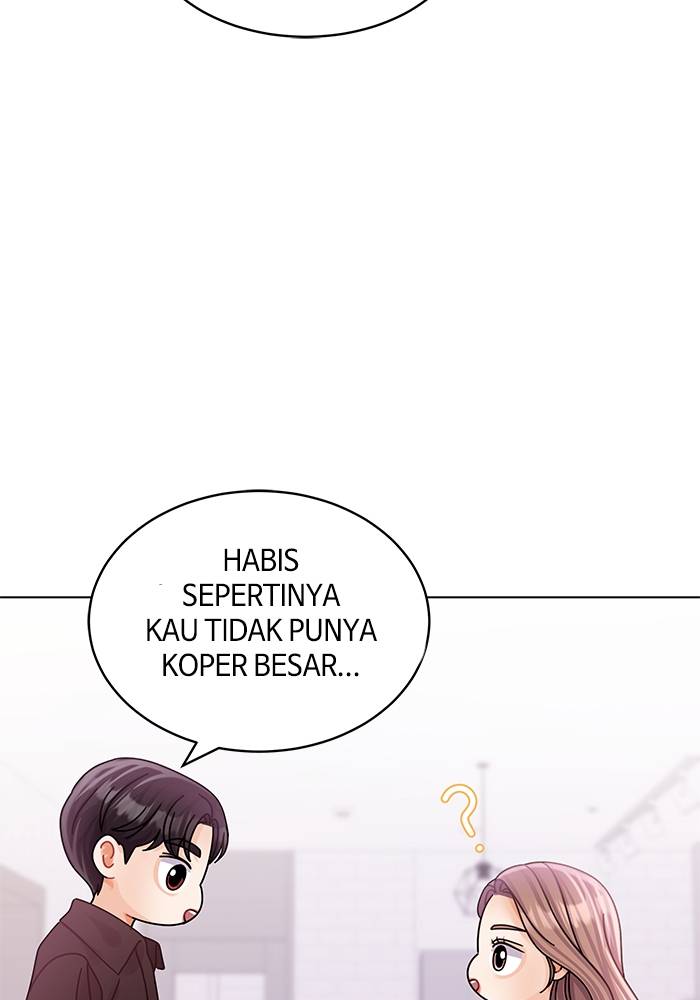 HABIS
SEPERTINYA
KAU TIDAK PUNYA
KOPER BESAR...
?